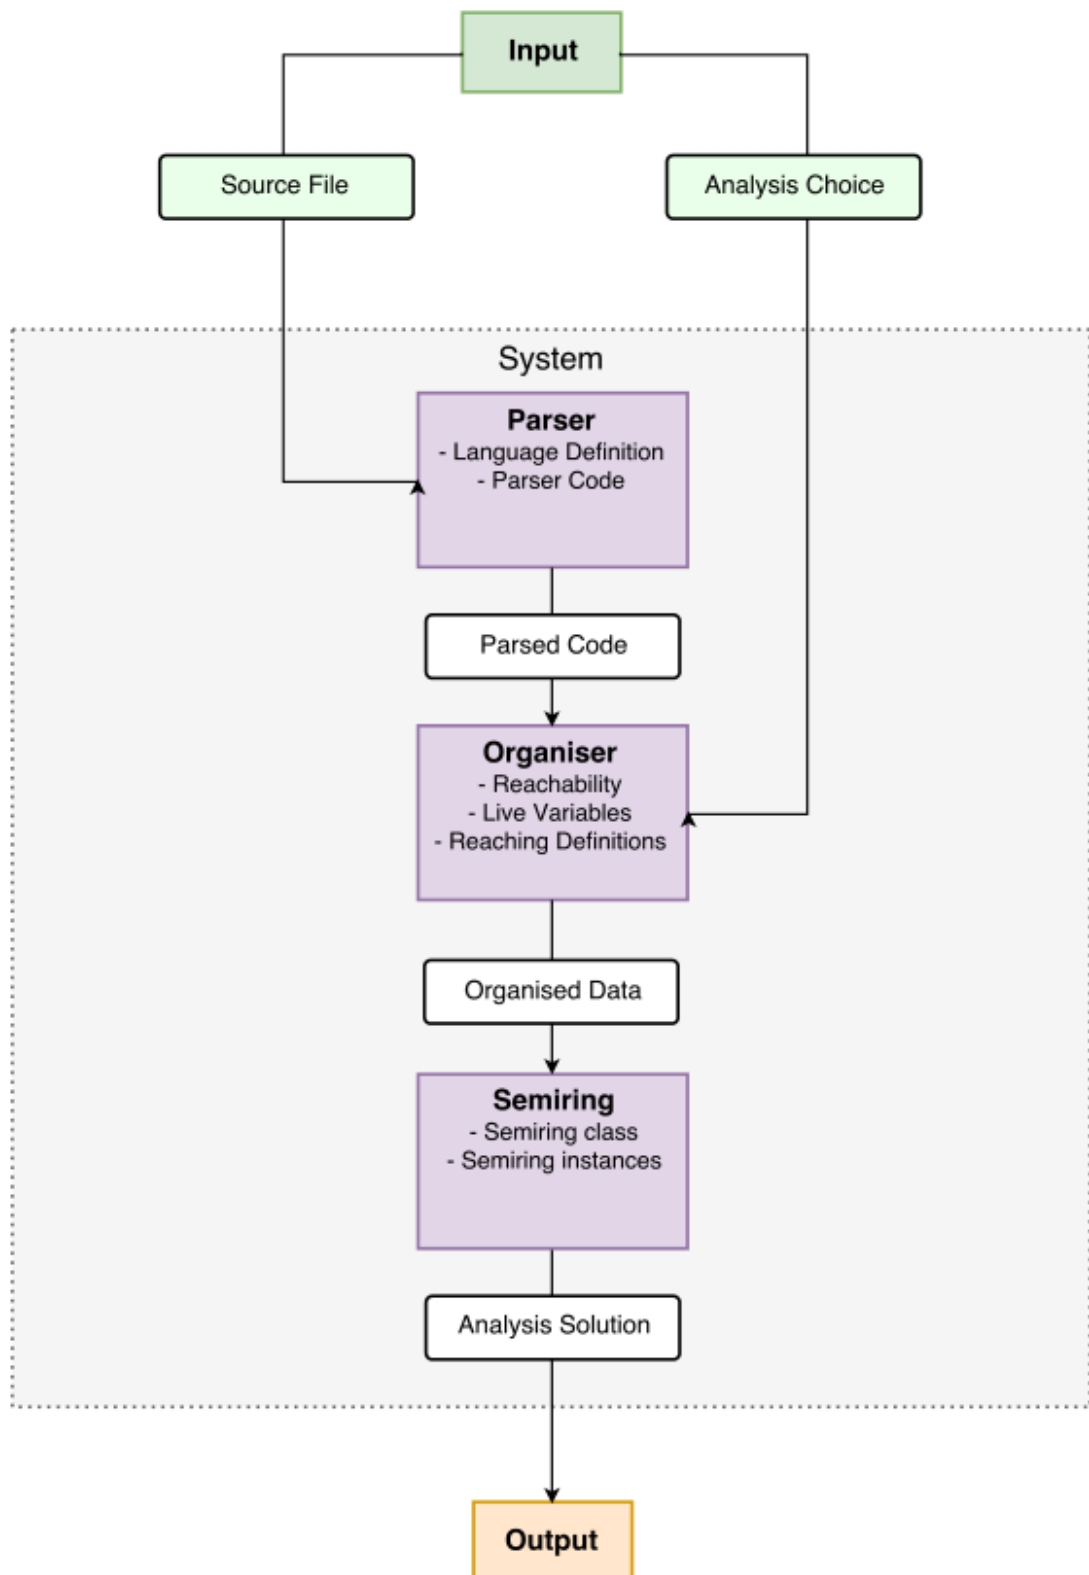 Input
Source File
Analysis Choice
System
Parser
- Language Definition
- Parser Code
Parsed Code
Organiser
- Reachability
- Live Variables
- Reaching Definitions
Organised Data
Semiring
- Semiring class
- Semiring instances
Analysis Solution
Output